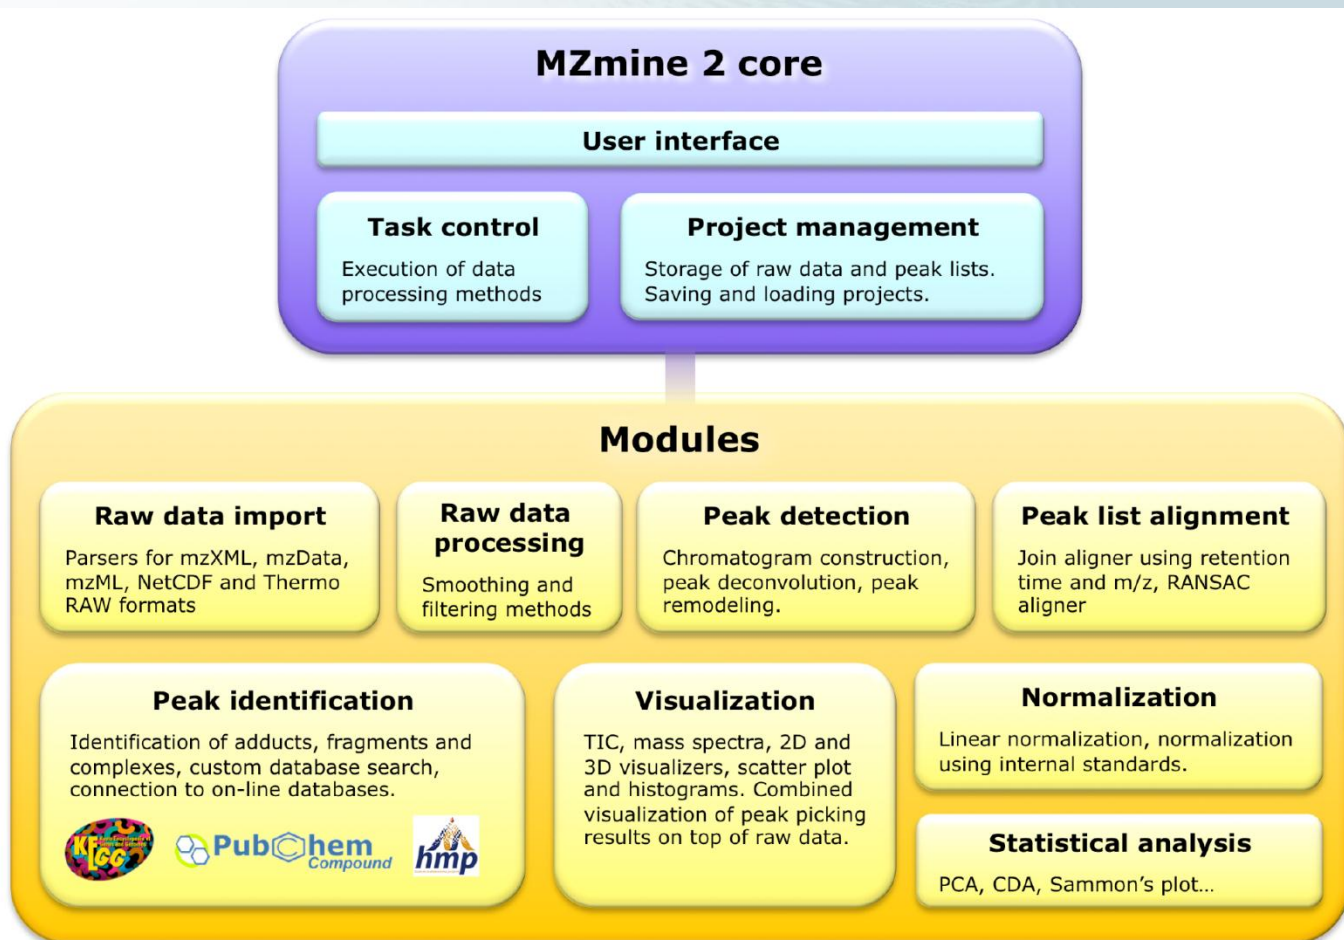 MZmine 2 core
User interface
Task control
Execution of data
processing methods
Project management
Storage of raw data and peak lists.
Saving and loading projects.
Modules
Raw data import
Parsers for mzXML, mzData,
mzML, NetCDF and Thermo
RAW formats
Raw data
processing
Smoothing and
filtering methods
Peak detection
Chromatogram construction,
peak deconvolution, peak
remodeling.
Peak list alignment
Join aligner using retention
time and m/z, RANSAC
aligner
Peak identification
Identification of adducts, fragments and
complexes, custom database search,
connection to on-line databases.
KEGG
PubChem
Compound
hmp
Visualization
TIC, mass spectra, 2D and
3D visualizers, scatter plot
and histograms. Combined
visualization of peak picking
results on top of raw data.
Normalization
Linear normalization, normalization
using internal standards.
Statistical analysis
PCA, CDA, Sammon's plot...